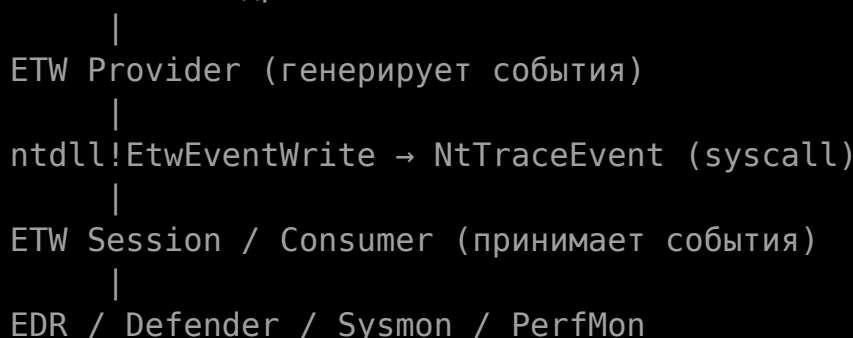 |
ETW Provider (генерирует события)
|
ntdll!EtwEventWrite → NtTraceEvent (syscall)
|
ETW Session / Consumer (принимает события)
|
EDR / Defender / Sysmon / PerfMon